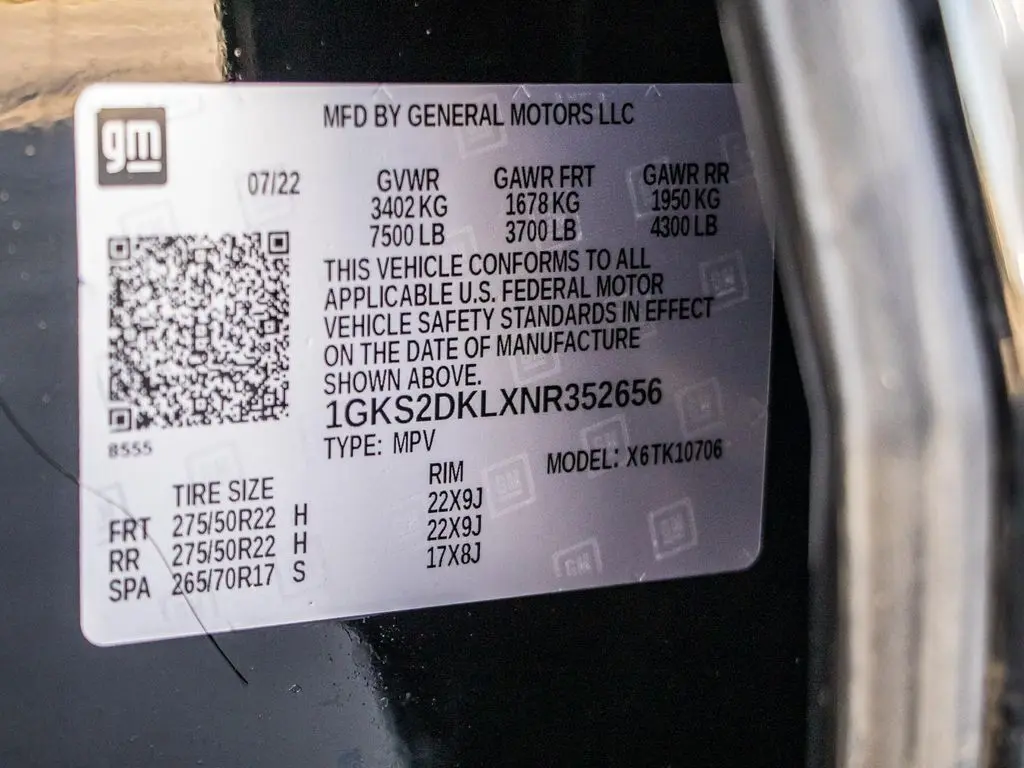 gm
MFD BY GENERAL MOTORS LLC
07/22 GVWR GAWR FRT GAWR RR
3402 KG 1678 KG 1950 KG
7500 LB 3700 LB 4300 LB
THIS VEHICLE CONFORMS TO ALL
APPLICABLE U.S. FEDERAL MOTOR
VEHICLE SAFETY STANDARDS IN EFFECT
ON THE DATE OF MANUFACTURE
SHOWN ABOVE.
1GKS2DKLXNR352656
8555
TYPE: MPV MODEL: X6TK10706
TIRE SIZE RIM
FRT 275/50R22 H 22X9J
RR 275/50R22 H 22X9J
SPA 265/70R17 S 17X8J